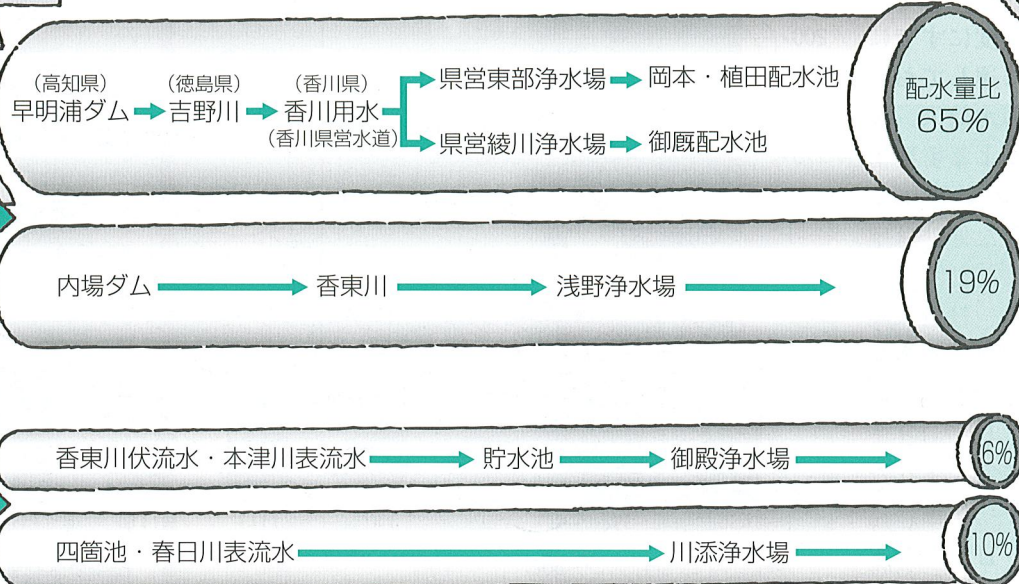 (高知県)
早明浦ダム
(徳島県)
吉野川
(香川県)
香川用水
(香川県営水道)
県営東部浄水場
岡本・植田配水池
県営綾川浄水場
御厩配水池
配水量比
65%
内場ダム
香東川
浅野浄水場
19%
香東川伏流水・本津川表流水
貯水池
御殿浄水場
6%
四箇池・春日川表流水
川添浄水場
10%